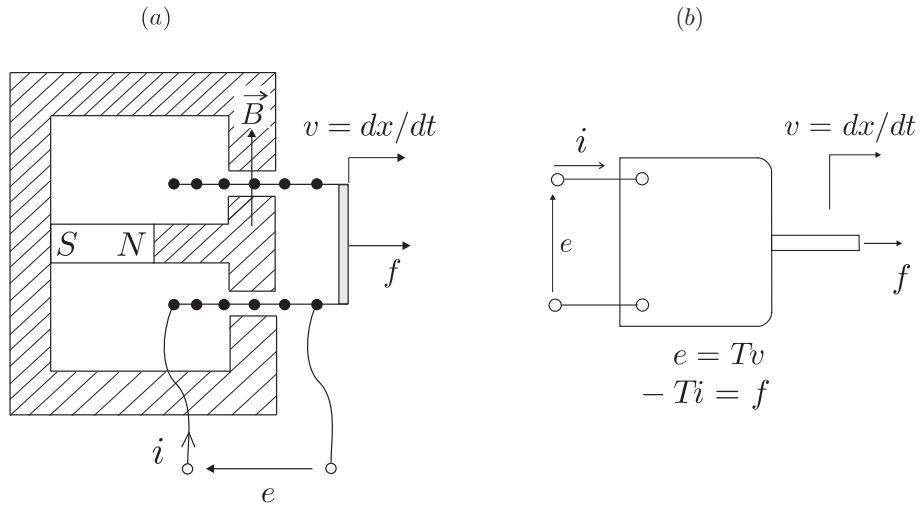 (a)
(b)
B
v = dx/dt
v = dx/dt
i
S N
e
f
f
e = Tv
− Ti = f
i
e